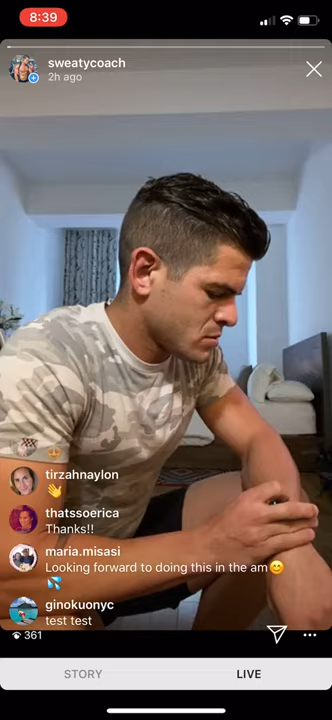 8:39
sweatycoach
2h ago
😍
tirzahnaylon
👋
thatssoerica
Thanks!!
maria.misasi
Looking forward to doing this in the am😊
💦
ginokuonyc
test test
361
STORY
LIVE